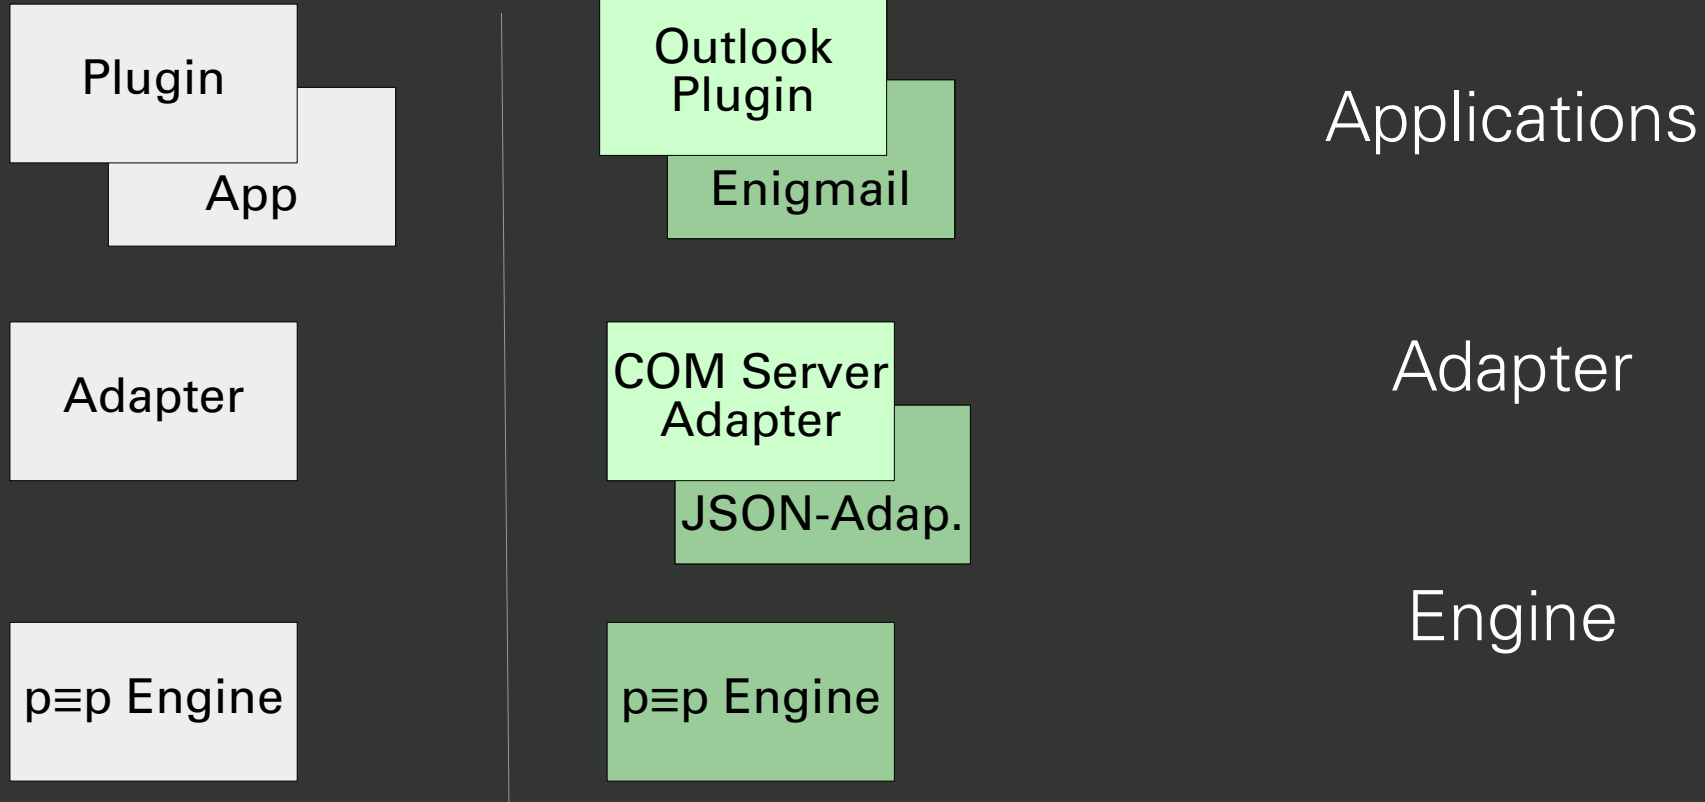 Plugin
App
Outlook
Plugin
Enigmail
Applications
Adapter
COM Server
Adapter
JSON-Adap.
Adapter
p≡p Engine
p≡p Engine
Engine